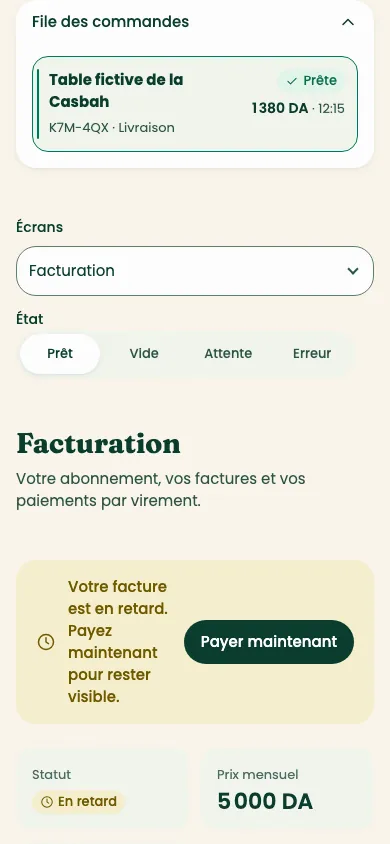 File des commandes
Table fictive de la
Casbah
Prête
1 380 DA · 12:15
K7M-4QX · Livraison
Écrans
Facturation
État
Prêt
Vide
Attente
Erreur
Facturation
Votre abonnement, vos factures et vos
paiements par virement.
Votre facture
est en retard.
Payez
maintenant
pour rester
visible.
Payer maintenant
Statut
En retard
Prix mensuel
5 000 DA